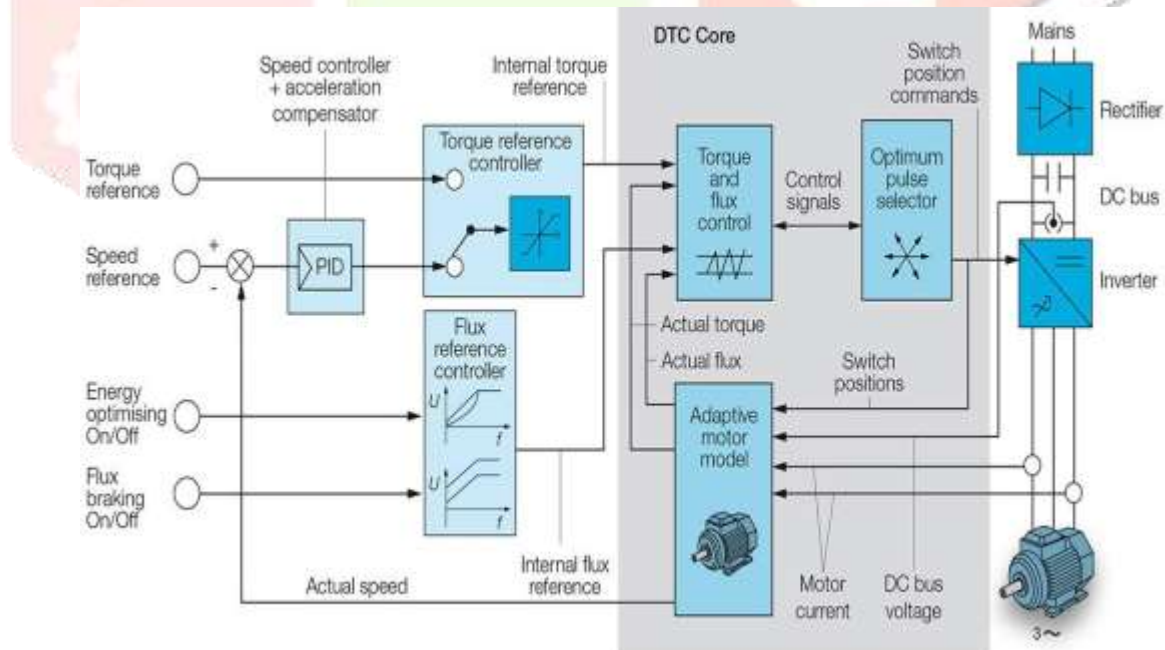 DTC Core
Mains
Switch
position
commands
Speed controller
+ acceleration
compensator
Internal torque
reference
Rectifier
Torque reference
controller
Torque
and
flux
control
Optimum
pulse
selector
Torque
reference
Control
signals
DC bus
Speed
reference
+
-
PID
Inverter
Flux
reference
controller
Actual torque
Actual flux
Switch
positions
Energy
optimising
On/Off
U
f
Adaptive
motor
model
Flux
braking
On/Off
U
f
Internal flux
reference
Actual speed
Motor
current
DC bus
voltage
3~